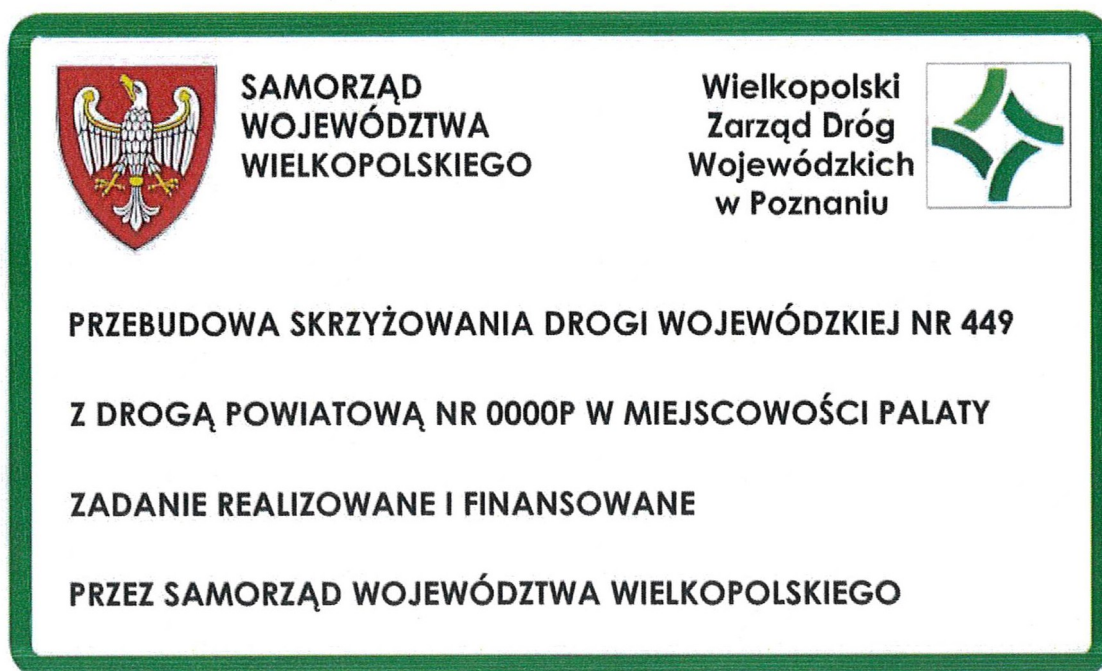 SAMORZĄD
WOJEWÓDZTWA
WIELKOPOLSKIEGO
Wielkopolski
Zarząd Dróg
Wojewódzkich
w Poznaniu
PRZEBUDOWA SKRZYŻOWANIA DROGI WOJEWÓDZKIEJ NR 449
Z DROGĄ POWIATOWĄ NR 0000P W MIEJSCOWOŚCI PALATY
ZADANIE REALIZOWANE I FINANSOWANE
PRZEZ SAMORZĄD WOJEWÓDZTWA WIELKOPOLSKIEGO